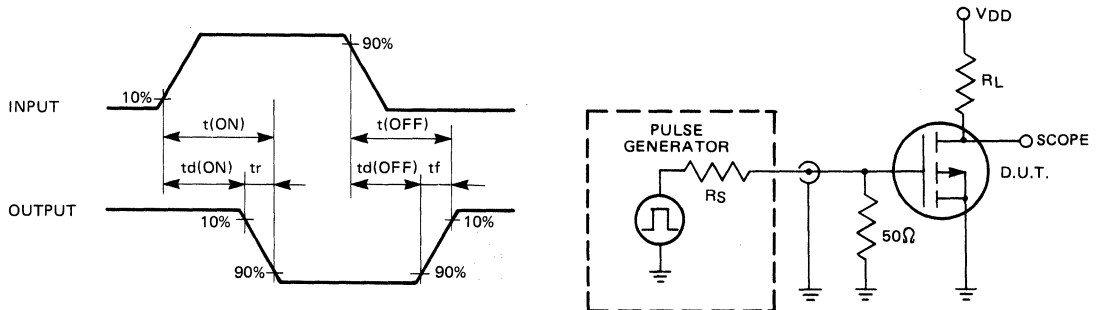 INPUT
10%
90%
t(ON)
t(OFF)
td(ON)
tr
td(OFF)
tf
OUTPUT
10%
90%
10%
90%
VDD
RL
SCOPE
D.U.T.
PULSE
GENERATOR
RS
50Ω